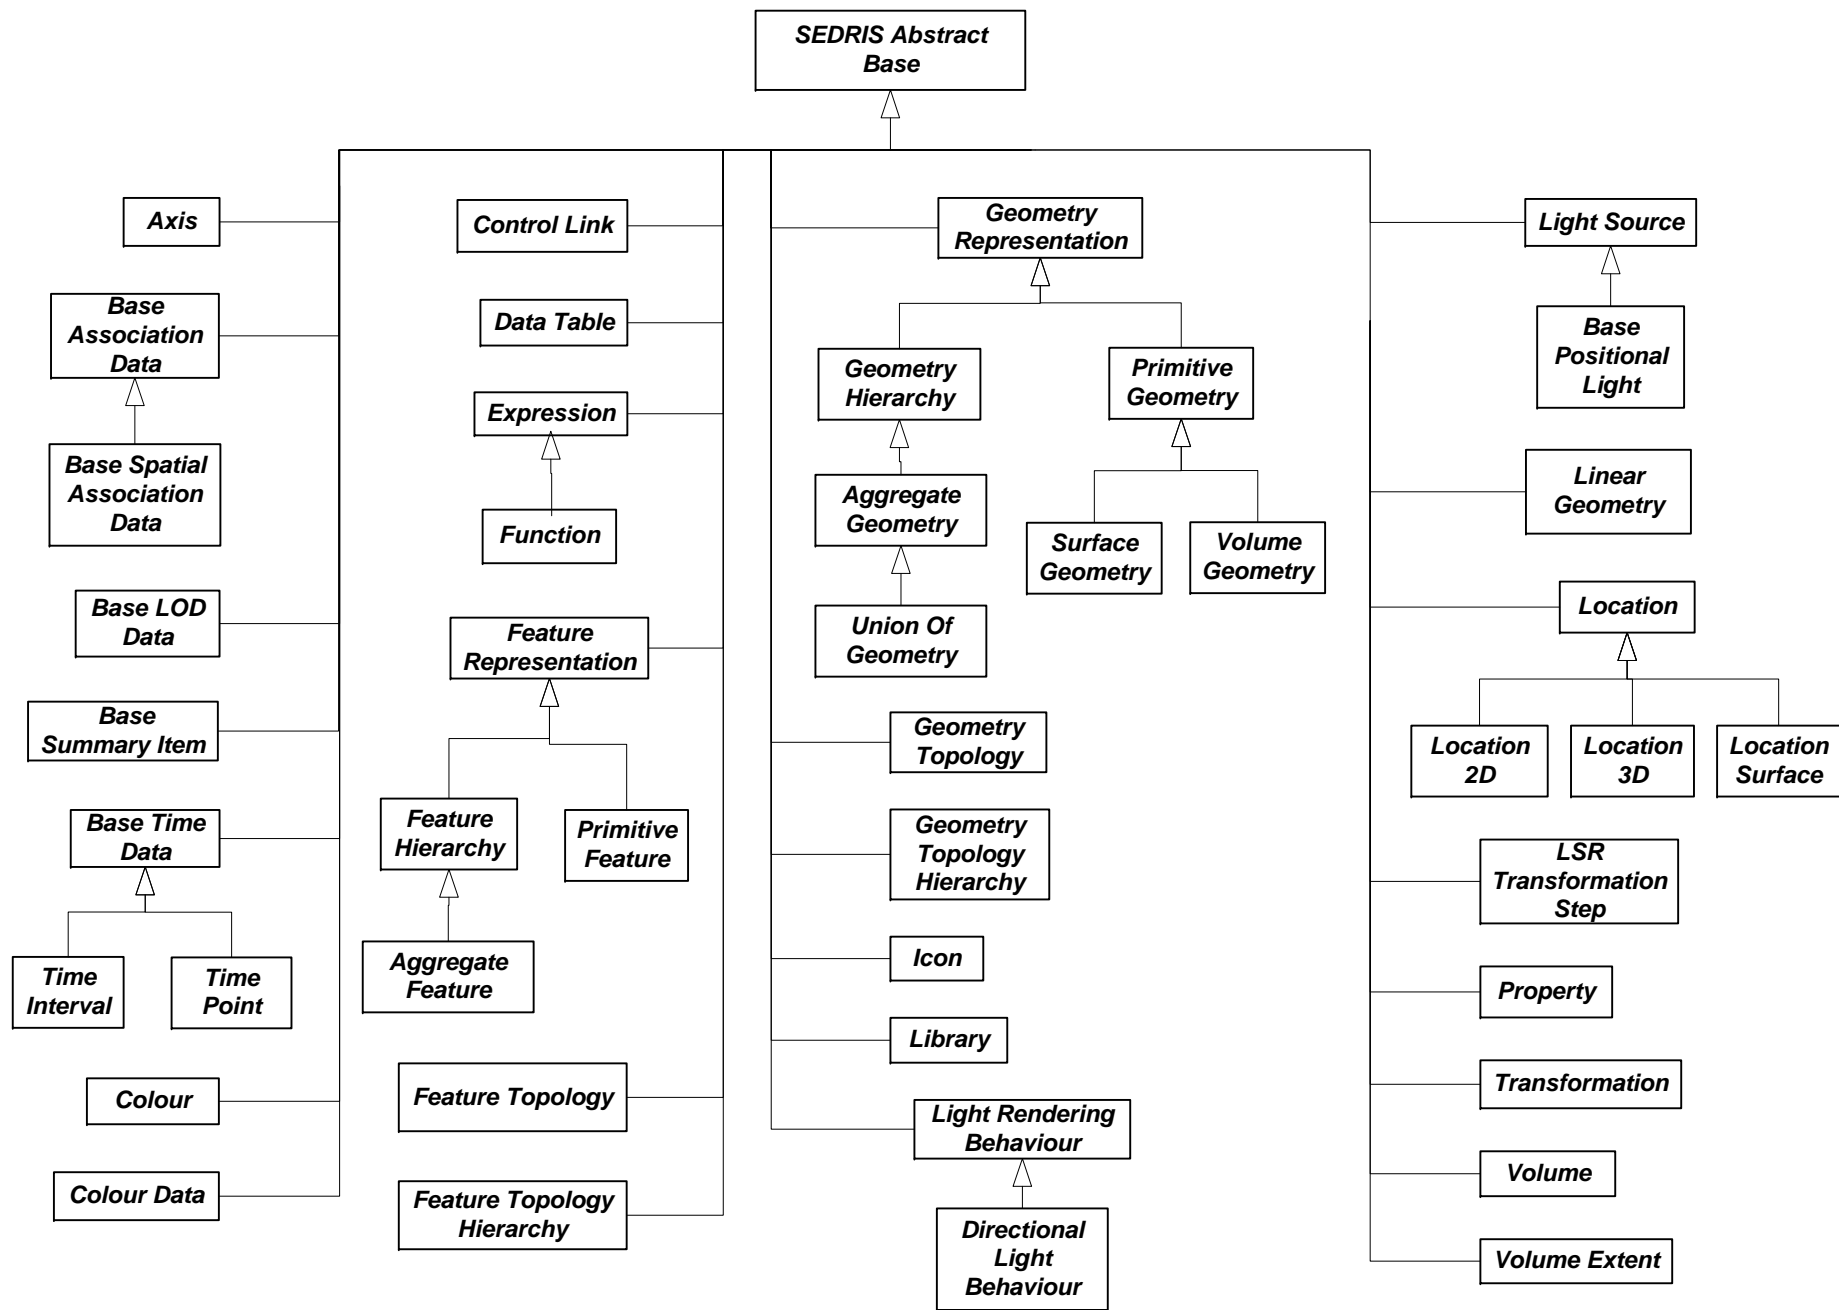 SEDRIS Abstract
Base
Axis
Base
Association
Data
Base Spatial
Association
Data
Base LOD
Data
Base
Summary Item
Base Time
Data
Time
Interval
Time
Point
Colour
Colour Data
Control Link
Data Table
Expression
Function
Feature
Representation
Feature
Hierarchy
Primitive
Feature
Aggregate
Feature
Feature Topology
Feature Topology
Hierarchy
Geometry
Representation
Geometry
Hierarchy
Primitive
Geometry
Aggregate
Geometry
Surface
Geometry
Volume
Geometry
Union Of
Geometry
Geometry
Topology
Geometry
Topology
Hierarchy
Icon
Library
Light Rendering
Behaviour
Directional
Light
Behaviour
Light Source
Base
Positional
Light
Linear
Geometry
Location
Location
2D
Location
3D
Location
Surface
LSR
Transformation
Step
Property
Transformation
Volume
Volume Extent